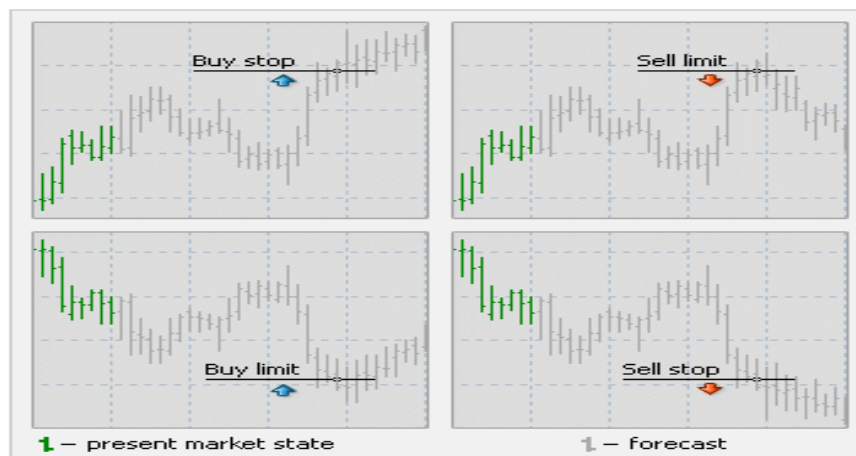 Buy stop
Sell limit
Buy limit
Sell stop
– present market state
– forecast